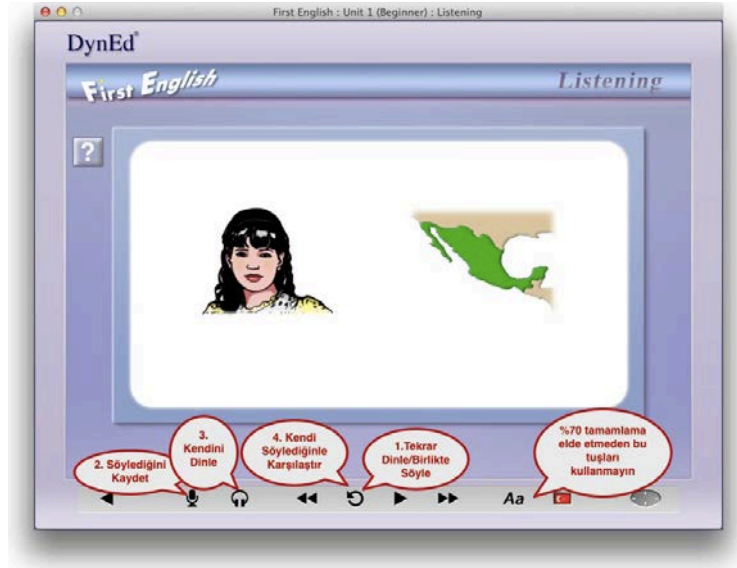 First English : Unit 1 (Beginner) : Listening
DynEd®
First English
Listening
?
2. Söylediğini
Kaydet
3.
Kendini
Dinle
4. Kendi
Söylediğinle
Karşılaştır
1.Tekrar
Dinle/Birlikte
Söyle
%70 tamamlama
elde etmeden bu
tuşları
kullanmayın
Aa